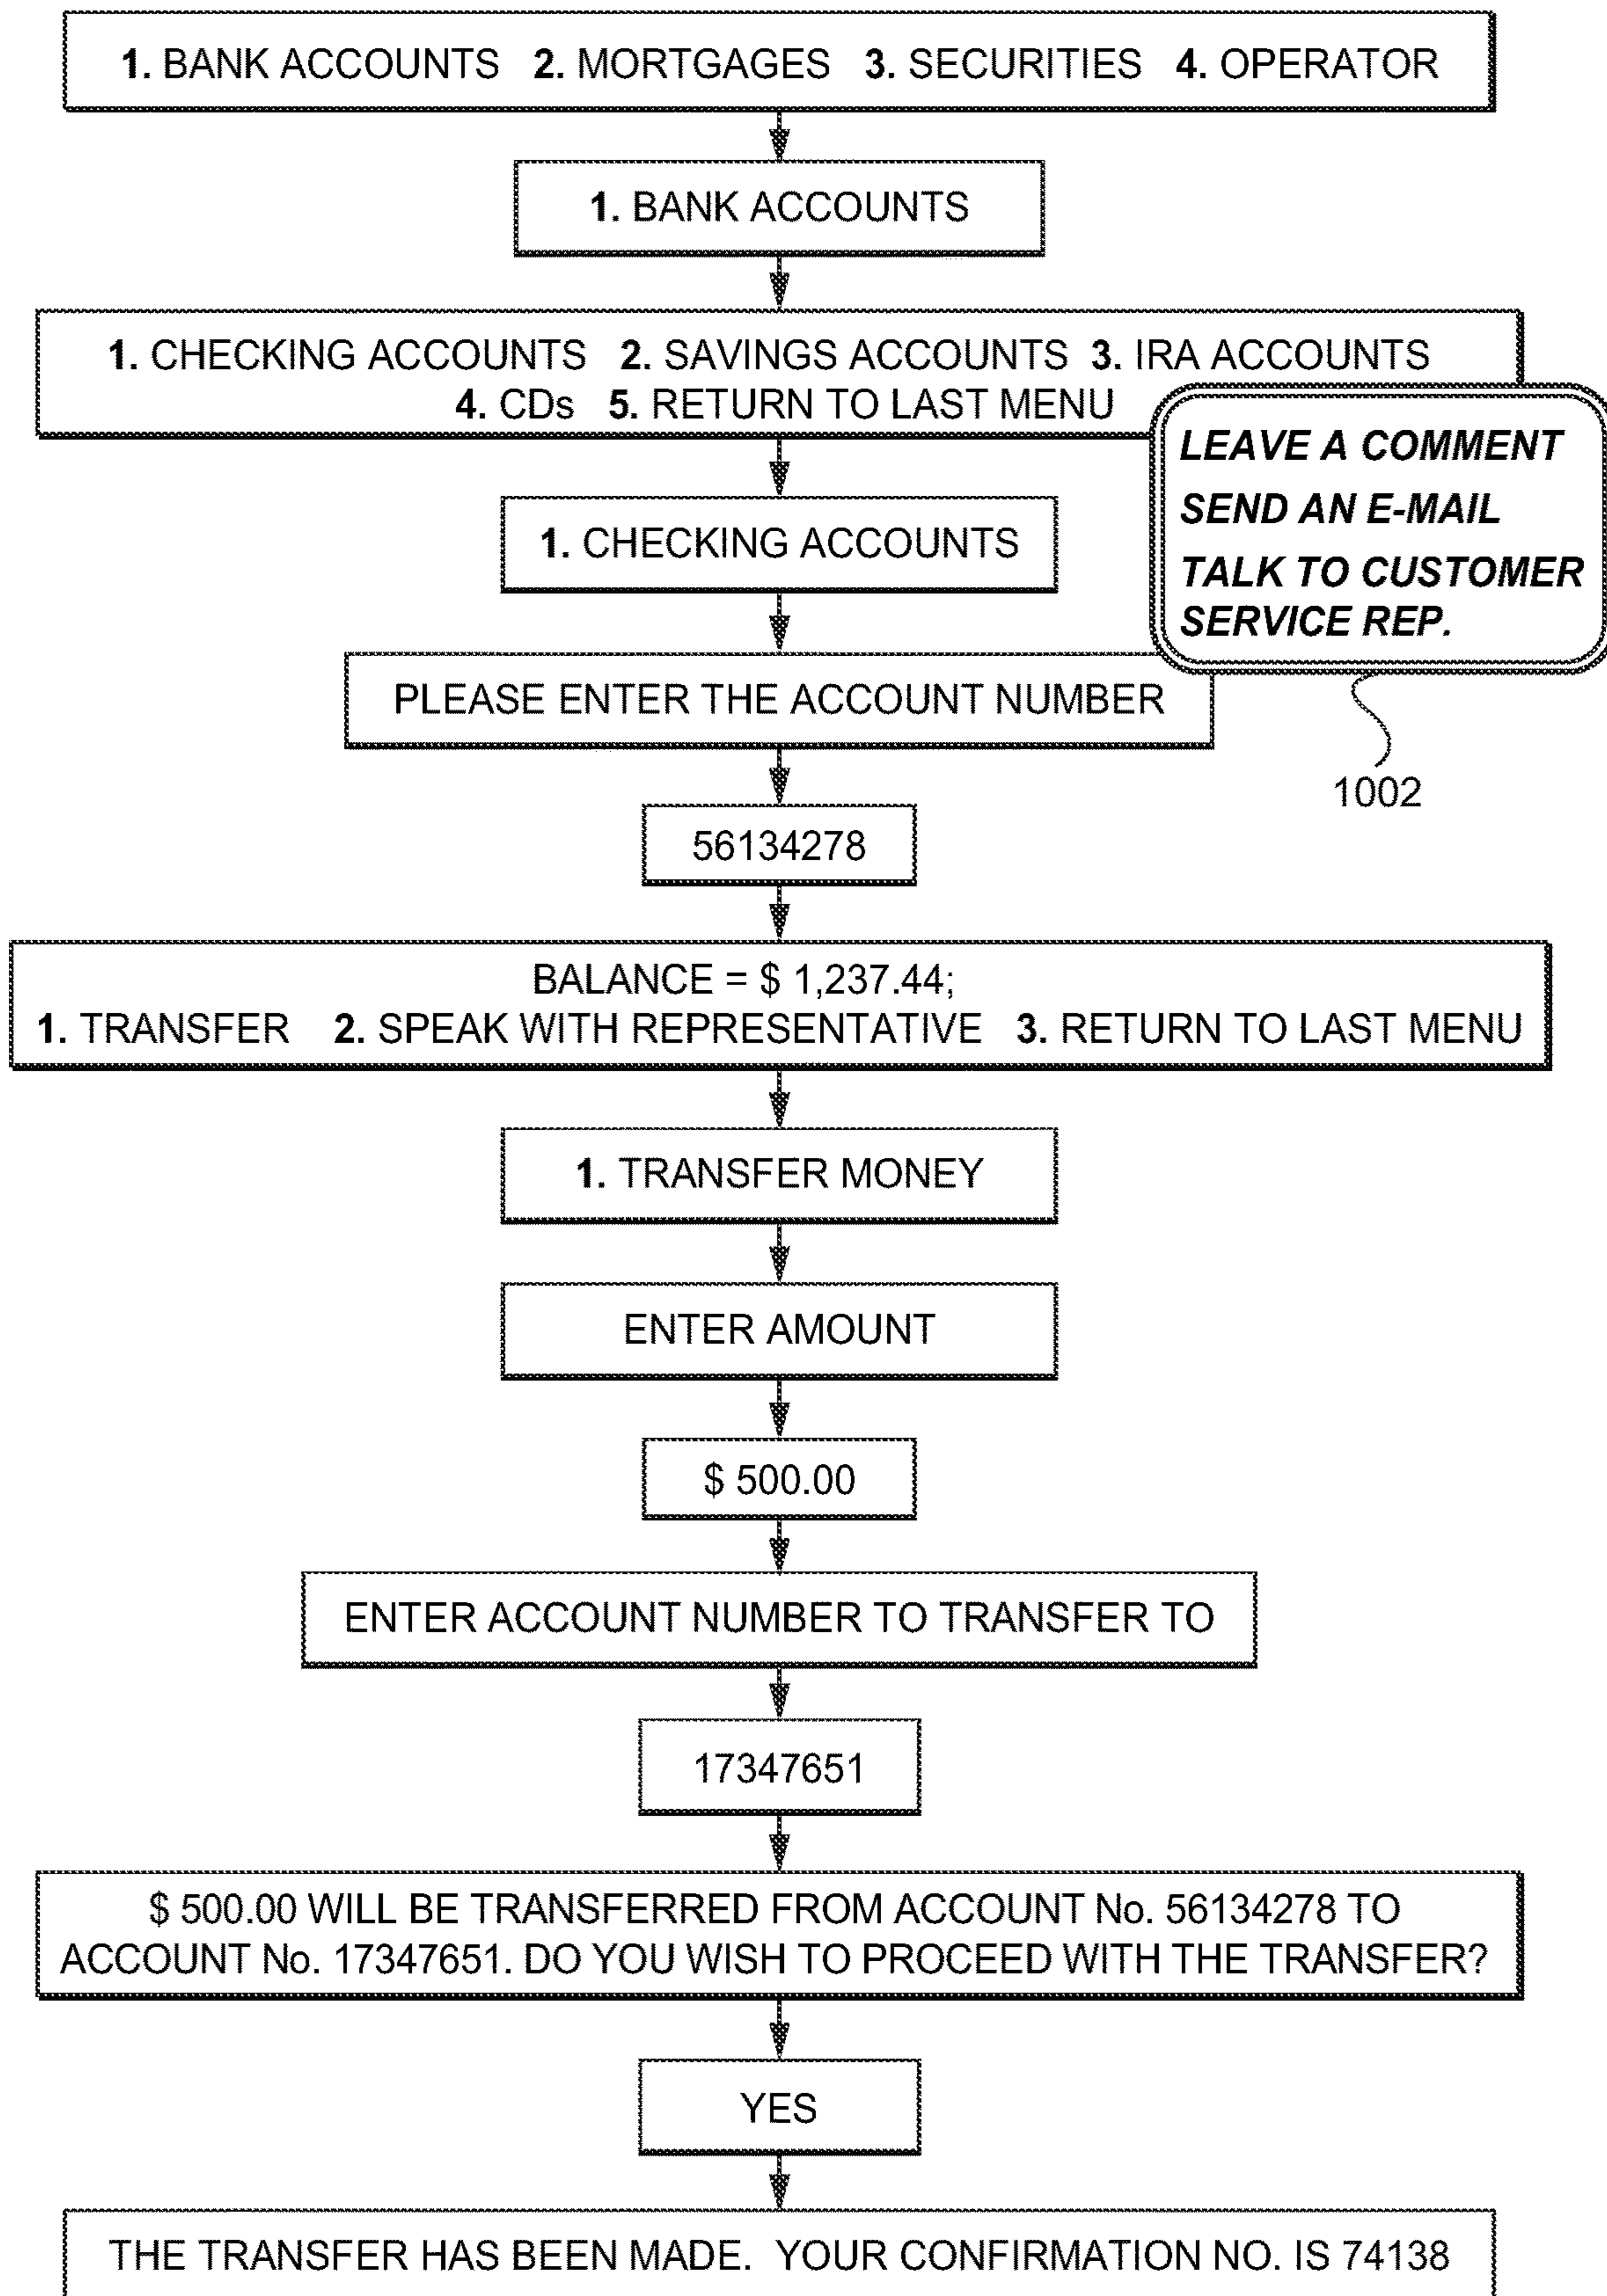 1. BANK ACCOUNTS 2. MORTGAGES 3. SECURITIES 4. OPERATOR
1. BANK ACCOUNTS
1. CHECKING ACCOUNTS 2. SAVINGS ACCOUNTS 3. IRA ACCOUNTS
4. CDs 5. RETURN TO LAST MENU
LEAVE A COMMENT
SEND AN E-MAIL
TALK TO CUSTOMER
SERVICE REP.
1002
1. CHECKING ACCOUNTS
PLEASE ENTER THE ACCOUNT NUMBER
56134278
BALANCE = $ 1,237.44;
1. TRANSFER 2. SPEAK WITH REPRESENTATIVE 3. RETURN TO LAST MENU
1. TRANSFER MONEY
ENTER AMOUNT
$ 500.00
ENTER ACCOUNT NUMBER TO TRANSFER TO
17347651
$ 500.00 WILL BE TRANSFERRED FROM ACCOUNT No. 56134278 TO
ACCOUNT No. 17347651. DO YOU WISH TO PROCEED WITH THE TRANSFER?
YES
THE TRANSFER HAS BEEN MADE. YOUR CONFIRMATION NO. IS 74138